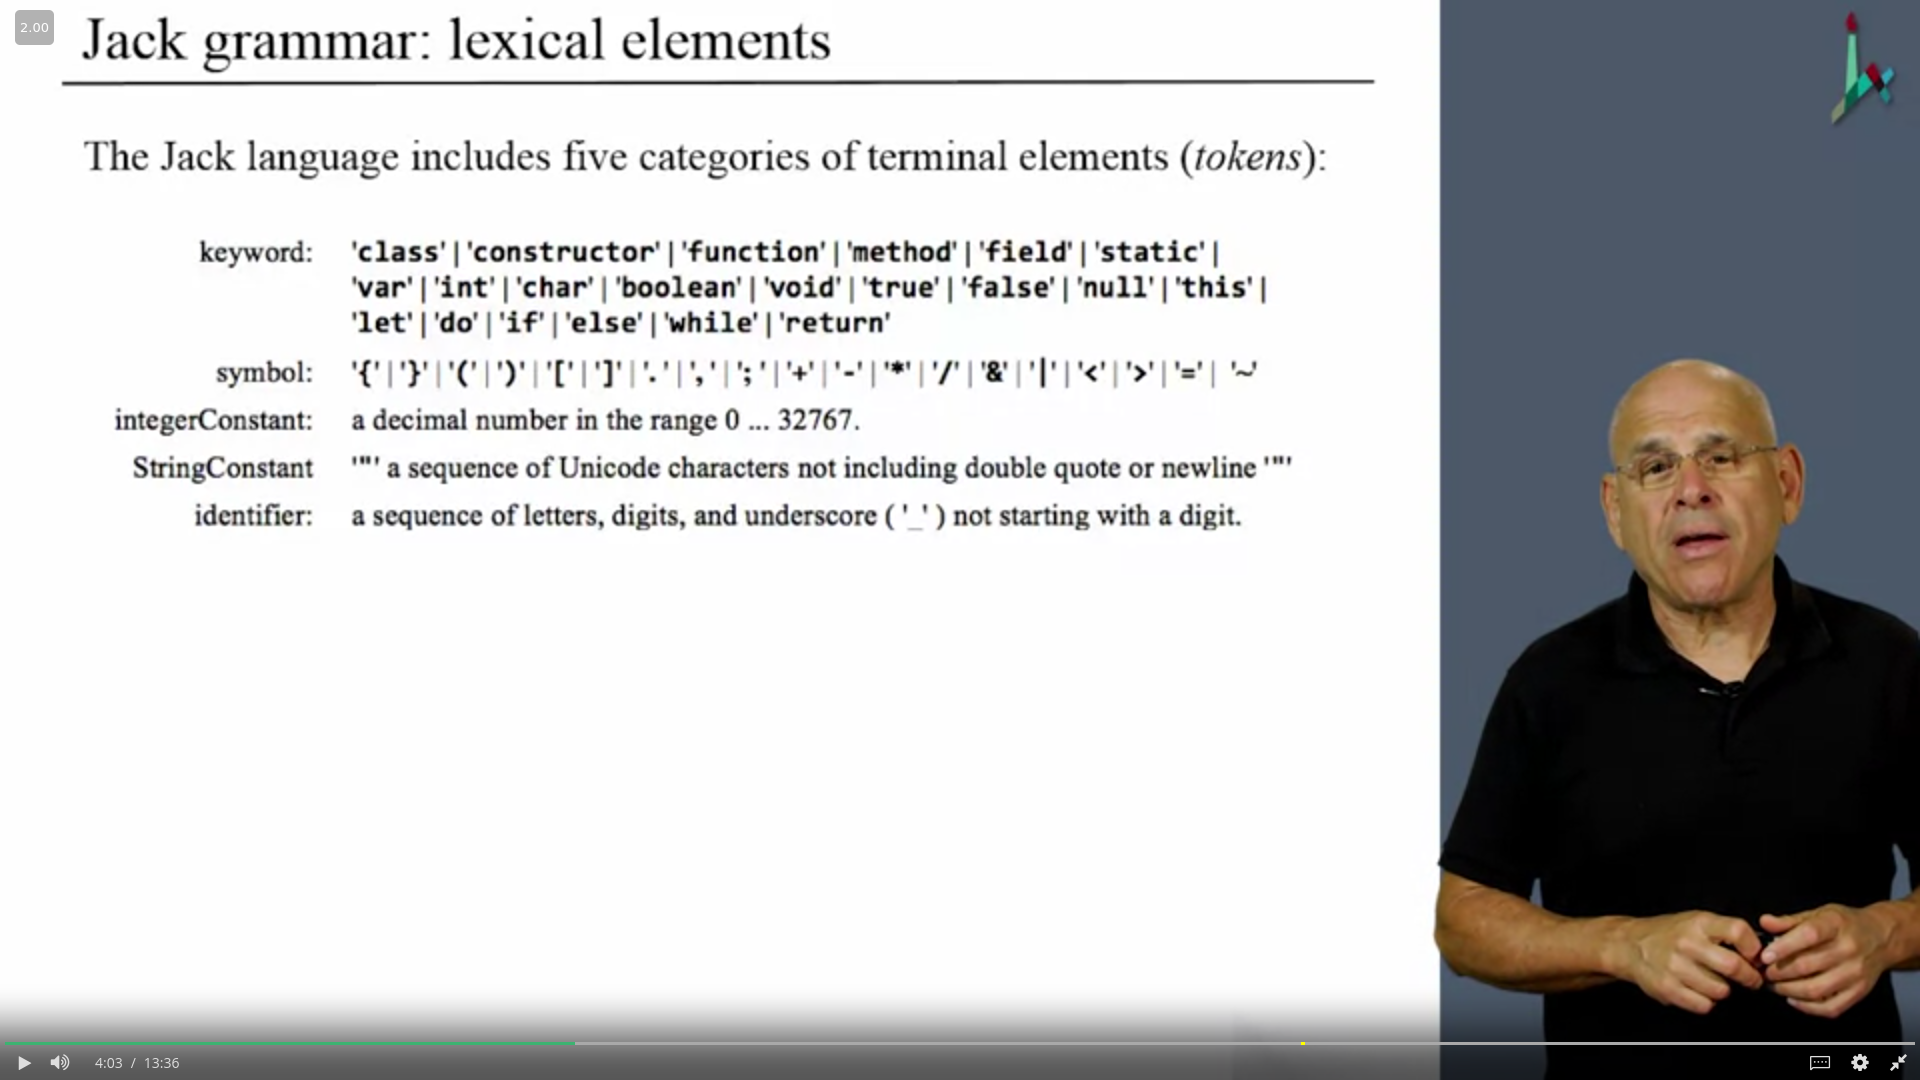 2.00
Jack grammar: lexical elements
The Jack language includes five categories of terminal elements (tokens):
keyword: 'class'|'constructor'|'function'|'method'|'field'|'static'|
'var'|'int'|'char'|'boolean'|'void'|'true'|'false'|'null'|'this'|
'let'|'do'|'if'|'else'|'while'|'return'
symbol: '{'|'}'|'('|')'|'['|']'|'.'|','|';'|'+'|'-'|'*'|'/'|'&'|'|'|'<'|'>'|'='| '~'
integerConstant: a decimal number in the range 0 ... 32767.
StringConstant '"' a sequence of Unicode characters not including double quote or newline '"'
identifier: a sequence of letters, digits, and underscore ( '_' ) not starting with a digit.
4:03 / 13:36